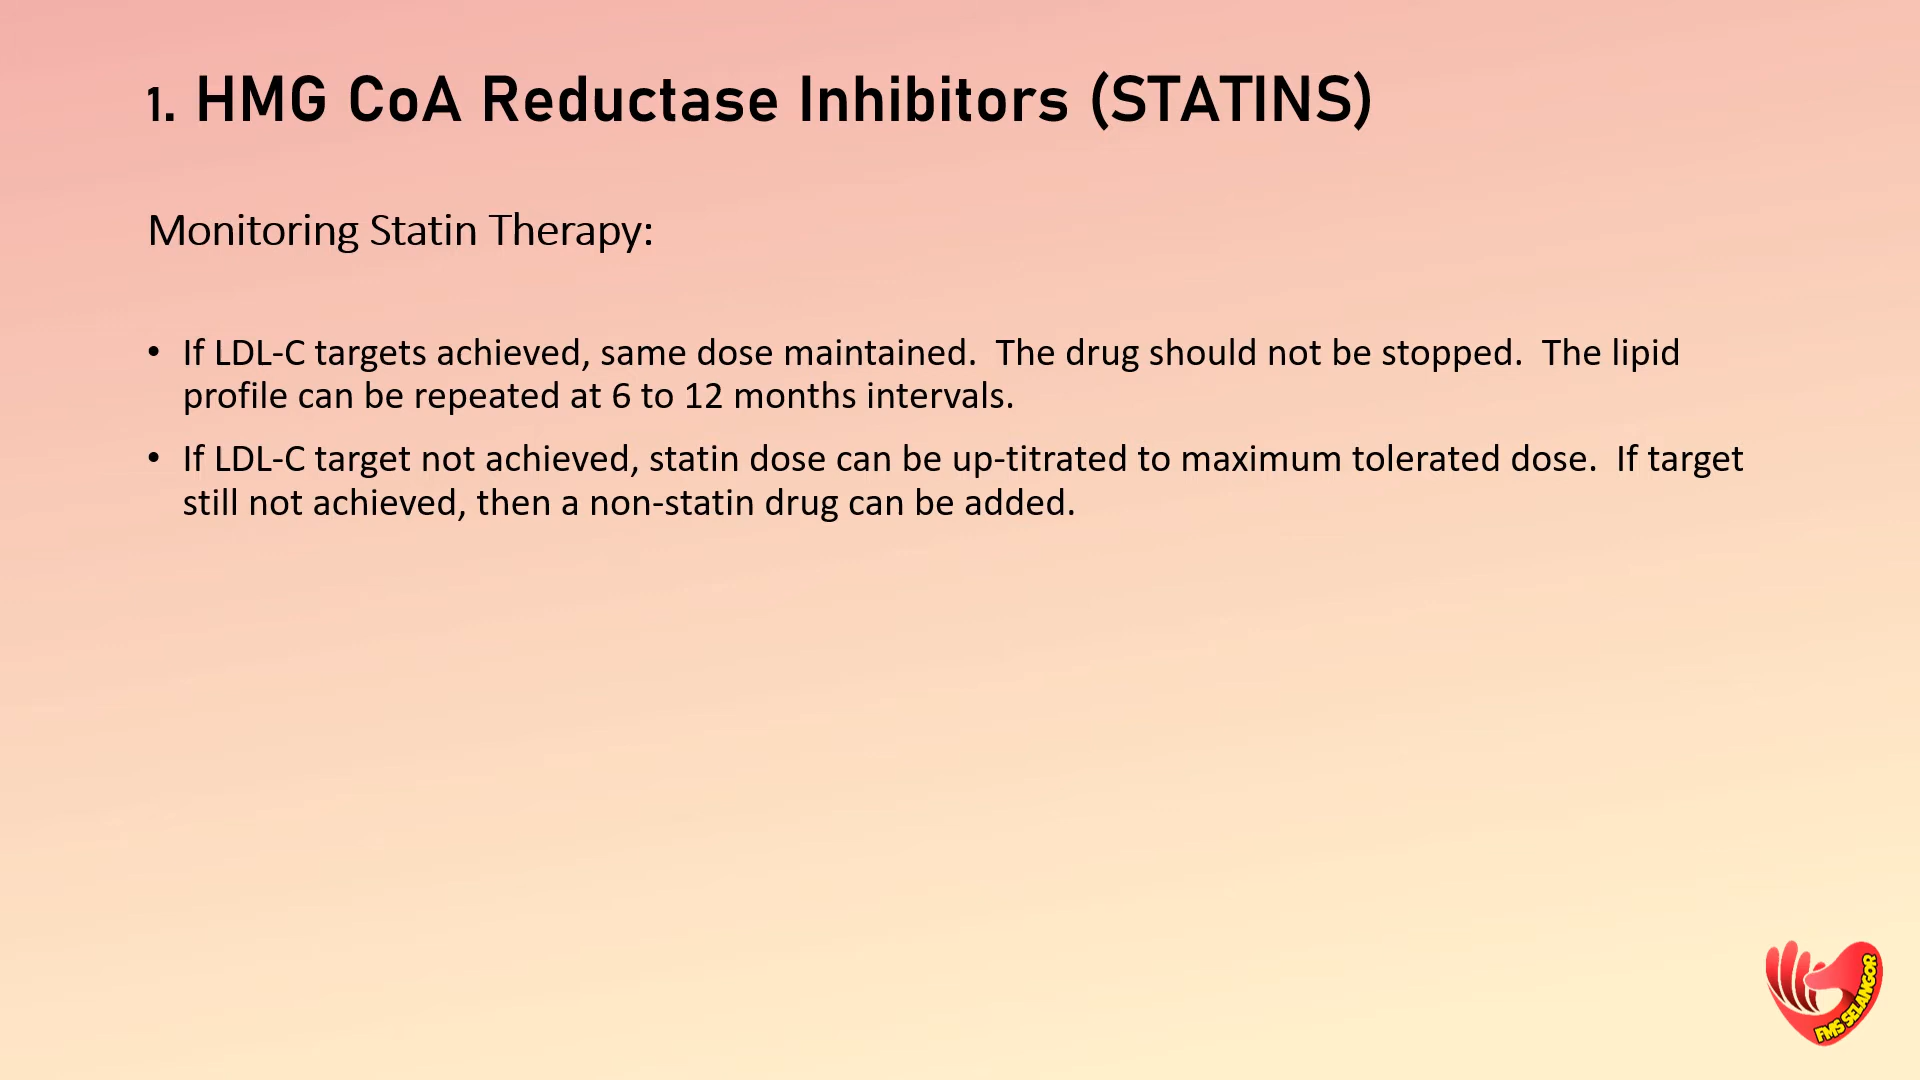 1. HMG CoA Reductase Inhibitors (STATINS)
Monitoring Statin Therapy:
• If LDL-C targets achieved, same dose maintained.  The drug should not be stopped.  The lipid
profile can be repeated at 6 to 12 months intervals.
• If LDL-C target not achieved, statin dose can be up-titrated to maximum tolerated dose.  If target
still not achieved, then a non-statin drug can be added.
FMS SELANGOR